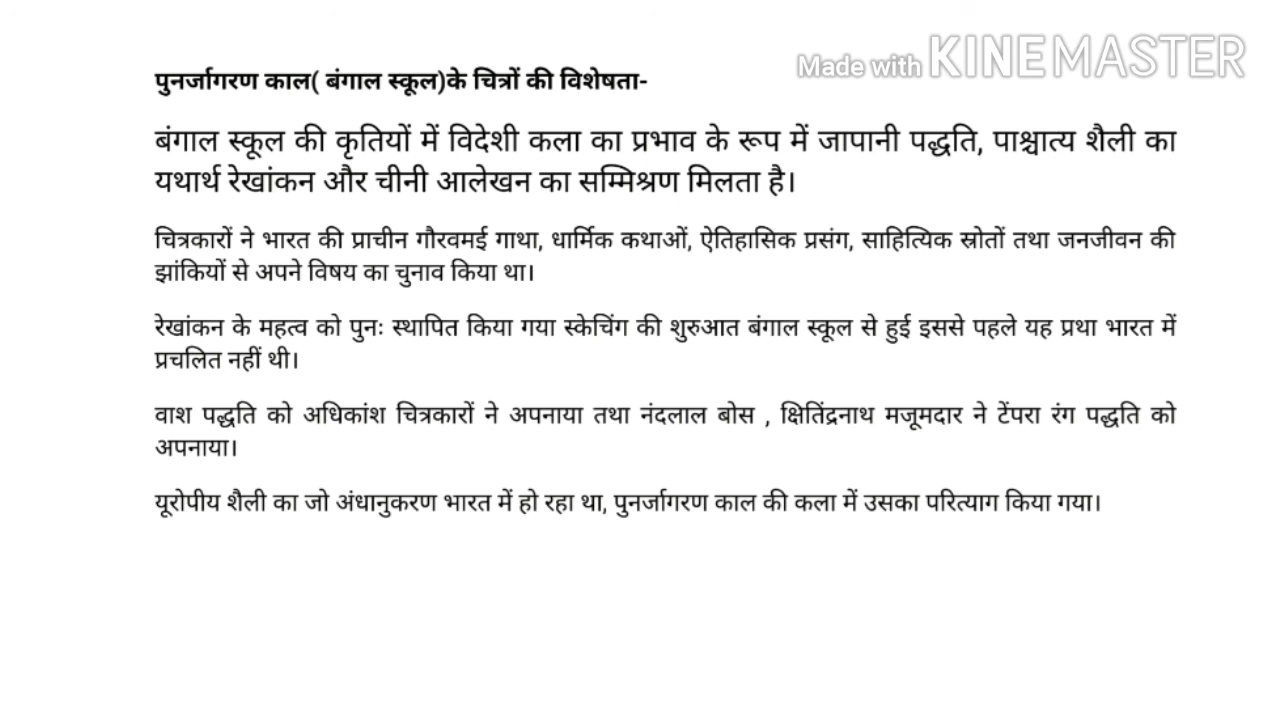 Made with KINEMASTER
पुनर्जागरण काल( बंगाल स्कूल)के चित्रों की विशेषता-
बंगाल स्कूल की कृतियों में विदेशी कला का प्रभाव के रूप में जापानी पद्धति, पाश्चात्य शैली का
यथार्थ रेखांकन और चीनी आलेखन का सम्मिश्रण मिलता है।
चित्रकारों ने भारत की प्राचीन गौरवमई गाथा, धार्मिक कथाओं, ऐतिहासिक प्रसंग, साहित्यिक स्रोतों तथा जनजीवन की
झांकियों से अपने विषय का चुनाव किया था।
रेखांकन के महत्व को पुनः स्थापित किया गया स्केचिंग की शुरुआत बंगाल स्कूल से हुई इससे पहले यह प्रथा भारत में
प्रचलित नहीं थी।
वाश पद्धति को अधिकांश चित्रकारों ने अपनाया तथा नंदलाल बोस , क्षितिंद्रनाथ मजूमदार ने टेंपरा रंग पद्धति को
अपनाया।
यूरोपीय शैली का जो अंधानुकरण भारत में हो रहा था, पुनर्जागरण काल की कला में उसका परित्याग किया गया।